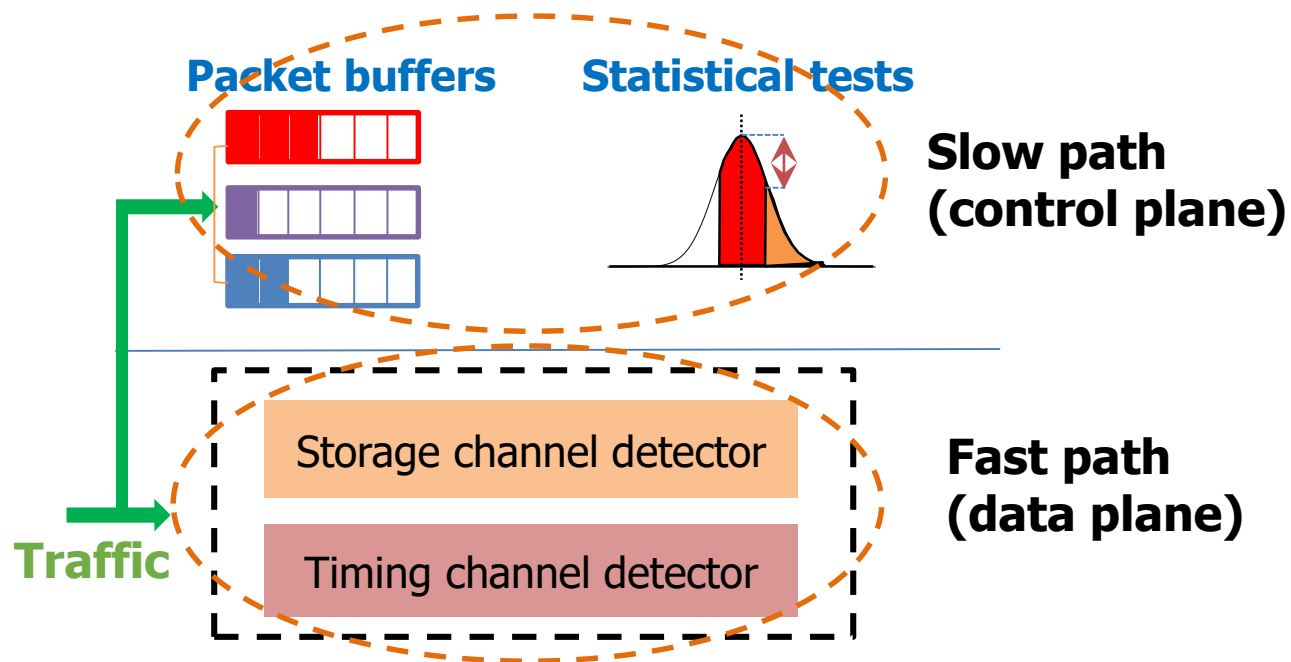 Packet buffers
Statistical tests
Slow path
(control plane)
Storage channel detector
Timing channel detector
Fast path
(data plane)
Traffic